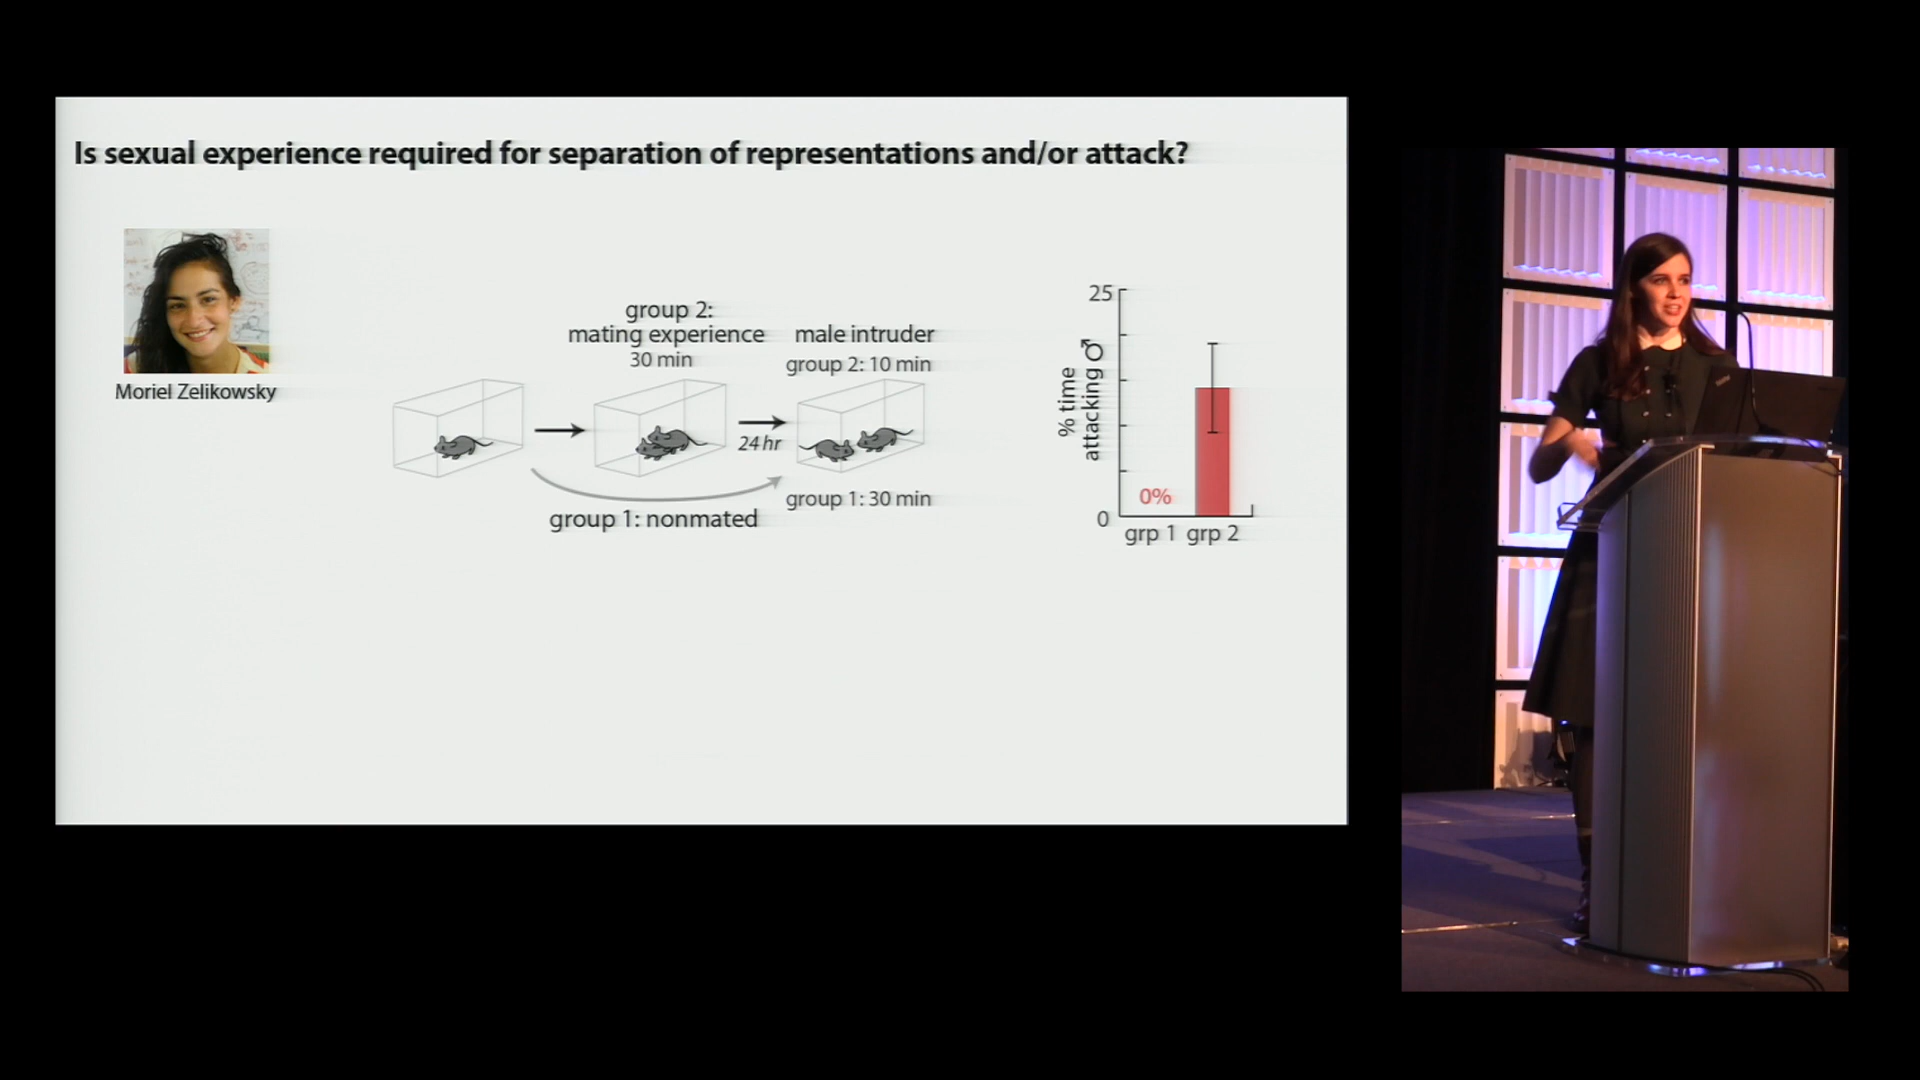 Is sexual experience required for separation of representations and/or attack?
Moriel Zelikowsky
group 2:
mating experience
30 min
male intruder
group 2: 10 min
24 hr
group 1: 30 min
group 1: nonmated
25
% time
attacking ♂
0%
0
grp 1 grp 2